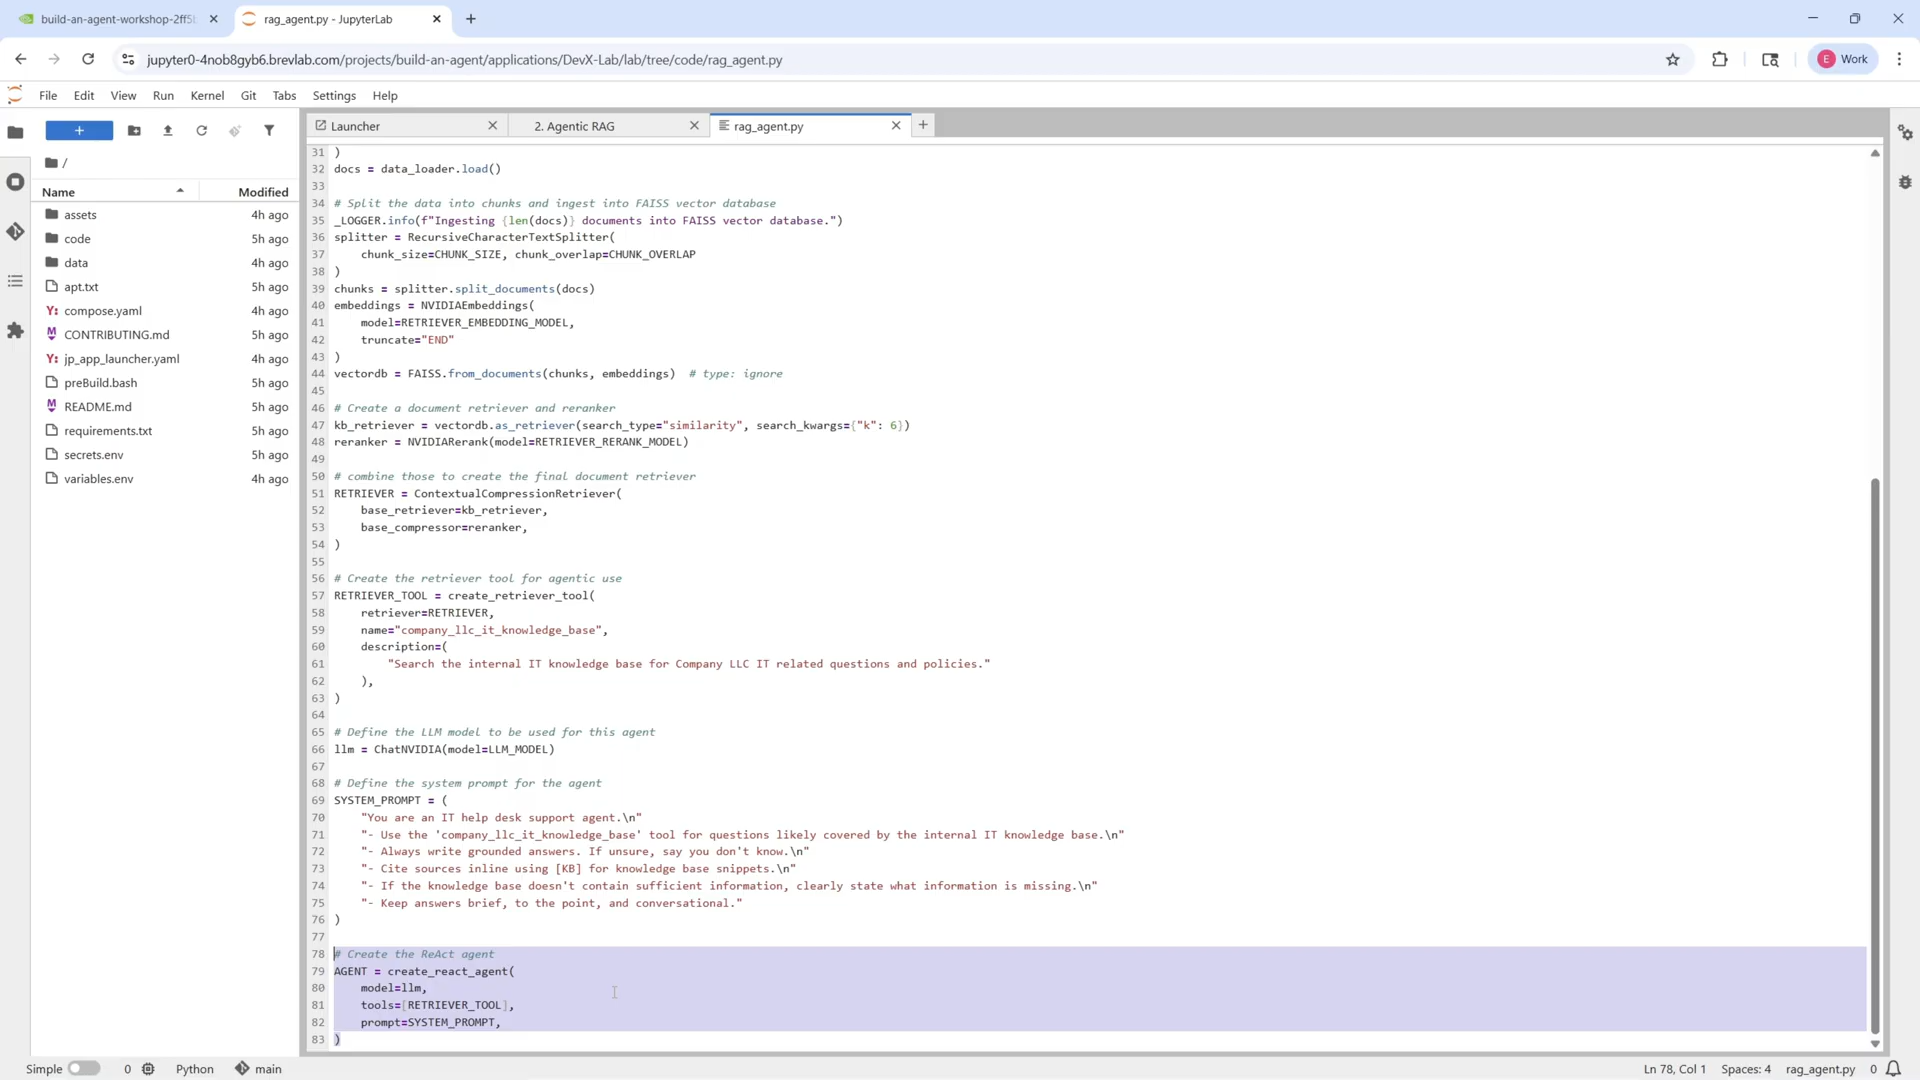 build-an-agent-workshop-2ff5
rag_agent.py - JupyterLab
jupyter0-4nob8gyb6.brevlab.com/projects/build-an-agent/applications/DevX-Lab/lab/tree/code/rag_agent.py
E Work
File Edit View Run Kernel Git Tabs Settings Help
Launcher
2. Agentic RAG
rag_agent.py
/
Name Modified
assets 4h ago
code 5h ago
data 4h ago
apt.txt 5h ago
Y: compose.yaml 4h ago
CONTRIBUTING.md 5h ago
Y: jp_app_launcher.yaml 4h ago
preBuild.bash 5h ago
README.md 5h ago
requirements.txt 5h ago
secrets.env 5h ago
variables.env 4h ago
31 )
32 docs = data_loader.load()
33
34 # Split the data into chunks and ingest into FAISS vector database
35 _LOGGER.info(f"Ingesting {len(docs)} documents into FAISS vector database.")
36 splitter = RecursiveCharacterTextSplitter(
37     chunk_size=CHUNK_SIZE, chunk_overlap=CHUNK_OVERLAP
38 )
39 chunks = splitter.split_documents(docs)
40 embeddings = NVIDIAEmbeddings(
41     model=RETRIEVER_EMBEDDING_MODEL,
42     truncate="END"
43 )
44 vectordb = FAISS.from_documents(chunks, embeddings)  # type: ignore
45
46 # Create a document retriever and reranker
47 kb_retriever = vectordb.as_retriever(search_type="similarity", search_kwargs={"k": 6})
48 reranker = NVIDIARerank(model=RETRIEVER_RERANK_MODEL)
49
50 # combine those to create the final document retriever
51 RETRIEVER = ContextualCompressionRetriever(
52     base_retriever=kb_retriever,
53     base_compressor=reranker,
54 )
55
56 # Create the retriever tool for agentic use
57 RETRIEVER_TOOL = create_retriever_tool(
58     retriever=RETRIEVER,
59     name="company_llc_it_knowledge_base",
60     description=(
61         "Search the internal IT knowledge base for Company LLC IT related questions and policies."
62     ),
63 )
64
65 # Define the LLM model to be used for this agent
66 llm = ChatNVIDIA(model=LLM_MODEL)
67
68 # Define the system prompt for the agent
69 SYSTEM_PROMPT = (
70     "You are an IT help desk support agent.\n"
71     "- Use the 'company_llc_it_knowledge_base' tool for questions likely covered by the internal IT knowledge base.\n"
72     "- Always write grounded answers. If unsure, say you don't know.\n"
73     "- Cite sources inline using [KB] for knowledge base snippets.\n"
74     "- If the knowledge base doesn't contain sufficient information, clearly state what information is missing.\n"
75     "- Keep answers brief, to the point, and conversational."
76 )
77
78 # Create the ReAct agent
79 AGENT = create_react_agent(
80     model=llm,
81     tools=[RETRIEVER_TOOL],
82     prompt=SYSTEM_PROMPT,
83 )
Simple 0 Python main Ln 78, Col 1 Spaces: 4 rag_agent.py 0